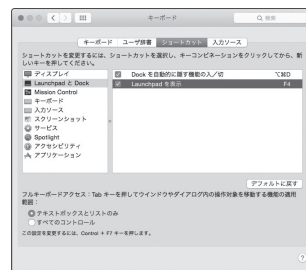 キーボード
検索
キーボード ユーザ辞書 ショートカット 入力ソース
ショートカットを変更するには、ショートカットを選択し、キーコンビネーションをクリックしてから、新しいキーを押してください。
ディスプレイ
Launchpad と Dock
Mission Control
キーボード
入力ソース
スクリーンショット
サービス
Spotlight
アクセシビリティ
アプリケーション
Dock を自動的に隠す機能の入／切 ⌥⌘D
Launchpad を表示 F4
デフォルトに戻す
フルキーボードアクセス：Tab キーを押してウインドウやダイアログ内の操作対象を移動する機能の適用
範囲：
テキストボックスとリストのみ
すべてのコントロール
この設定を変更するには、Control + F7 キーを押します。
?